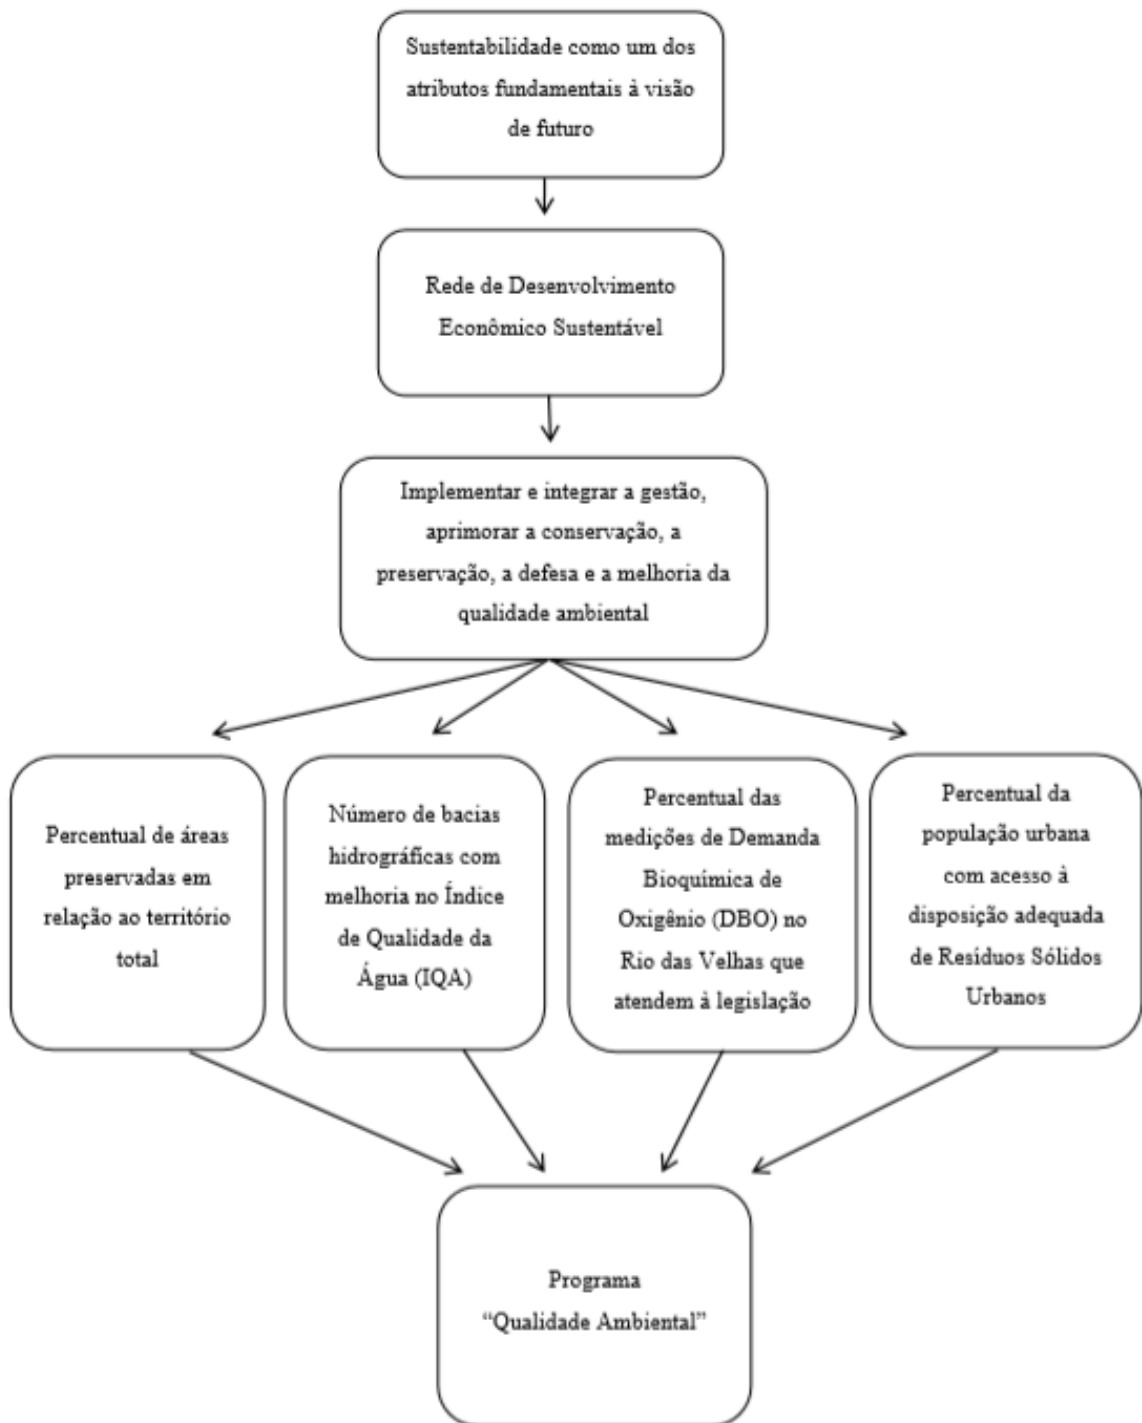 Sustentabilidade como um dos
atributos fundamentais à visão
de futuro
Rede de Desenvolvimento
Econômico Sustentável
Implementar e integrar a gestão,
aprimorar a conservação, a
preservação, a defesa e a melhoria da
qualidade ambiental
Percentual de áreas
preservadas em
relação ao território
total
Número de bacias
hidrográficas com
melhoria no Índice
de Qualidade da
Água (IQA)
Percentual das
medições de Demanda
Bioquímica de
Oxigênio (DBO) no
Rio das Velhas que
atendem à legislação
Percentual da
população urbana
com acesso à
disposição adequada
de Resíduos Sólidos
Urbanos
Programa
“Qualidade Ambiental”